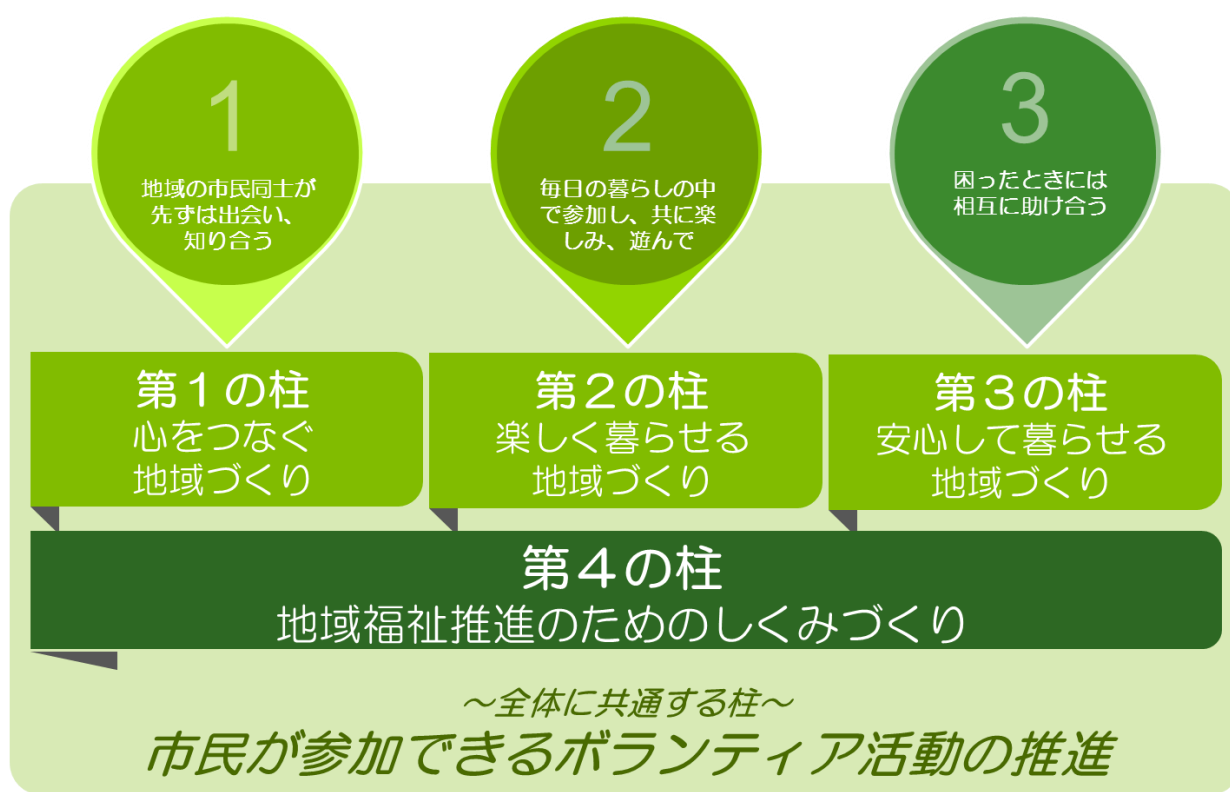 1
地域の市民同士が
先ずは出会い、
知り合う
2
毎日の暮らしの中
で参加し、共に楽
しみ、遊んで
3
困ったときには
相互に助け合う
第１の柱
心をつなぐ
地域づくり
第２の柱
楽しく暮らせる
地域づくり
第３の柱
安心して暮らせる
地域づくり
第４の柱
地域福祉推進のためのしくみづくり
～全体に共通する柱～
市民が参加できるボランティア活動の推進